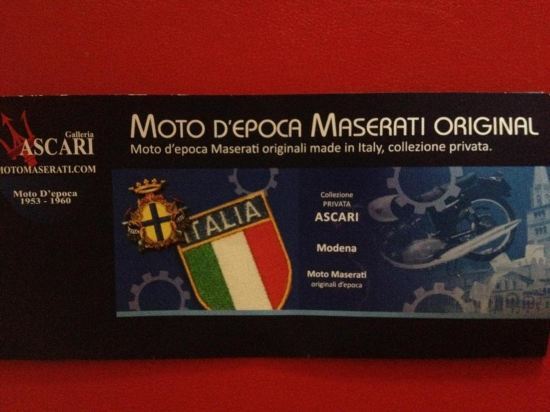 Galleria
ASCARI
MOTOMASERATI.COM
Moto D'epoca
1953 - 1960
MOTO D'EPOCA MASERATI ORIGINAL
Moto d'epoca Maserati originali made in Italy, collezione privata.
ITALIA
Collezione
PRIVATA
ASCARI
Modena
Moto Maserati
originali d'epoca